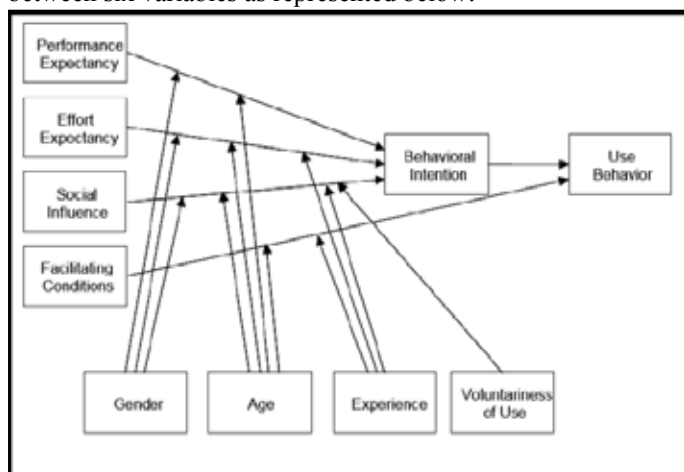 between six variables as represented below:
Performance
Expectancy
Effort
Expectancy
Social
Influence
Facilitating
Conditions
Behavioral
Intention
Use
Behavior
Gender
Age
Experience
Voluntariness
of Use